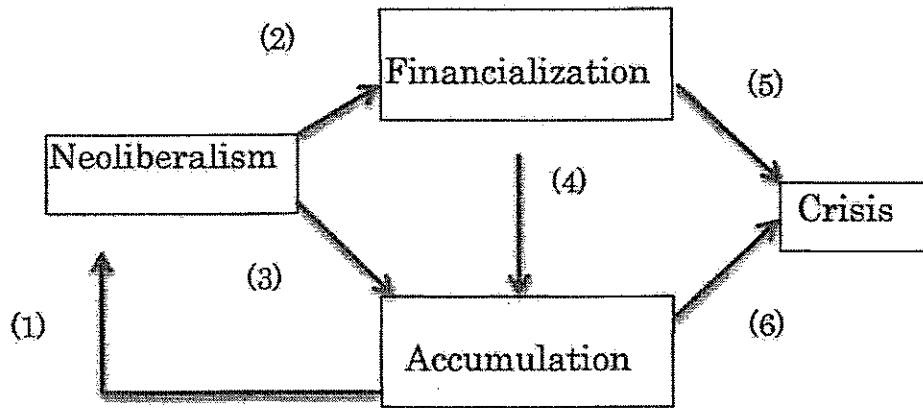 (2)
Financialization
(5)
Neoliberalism
(4)
Crisis
(3)
(1)
(6)
Accumulation